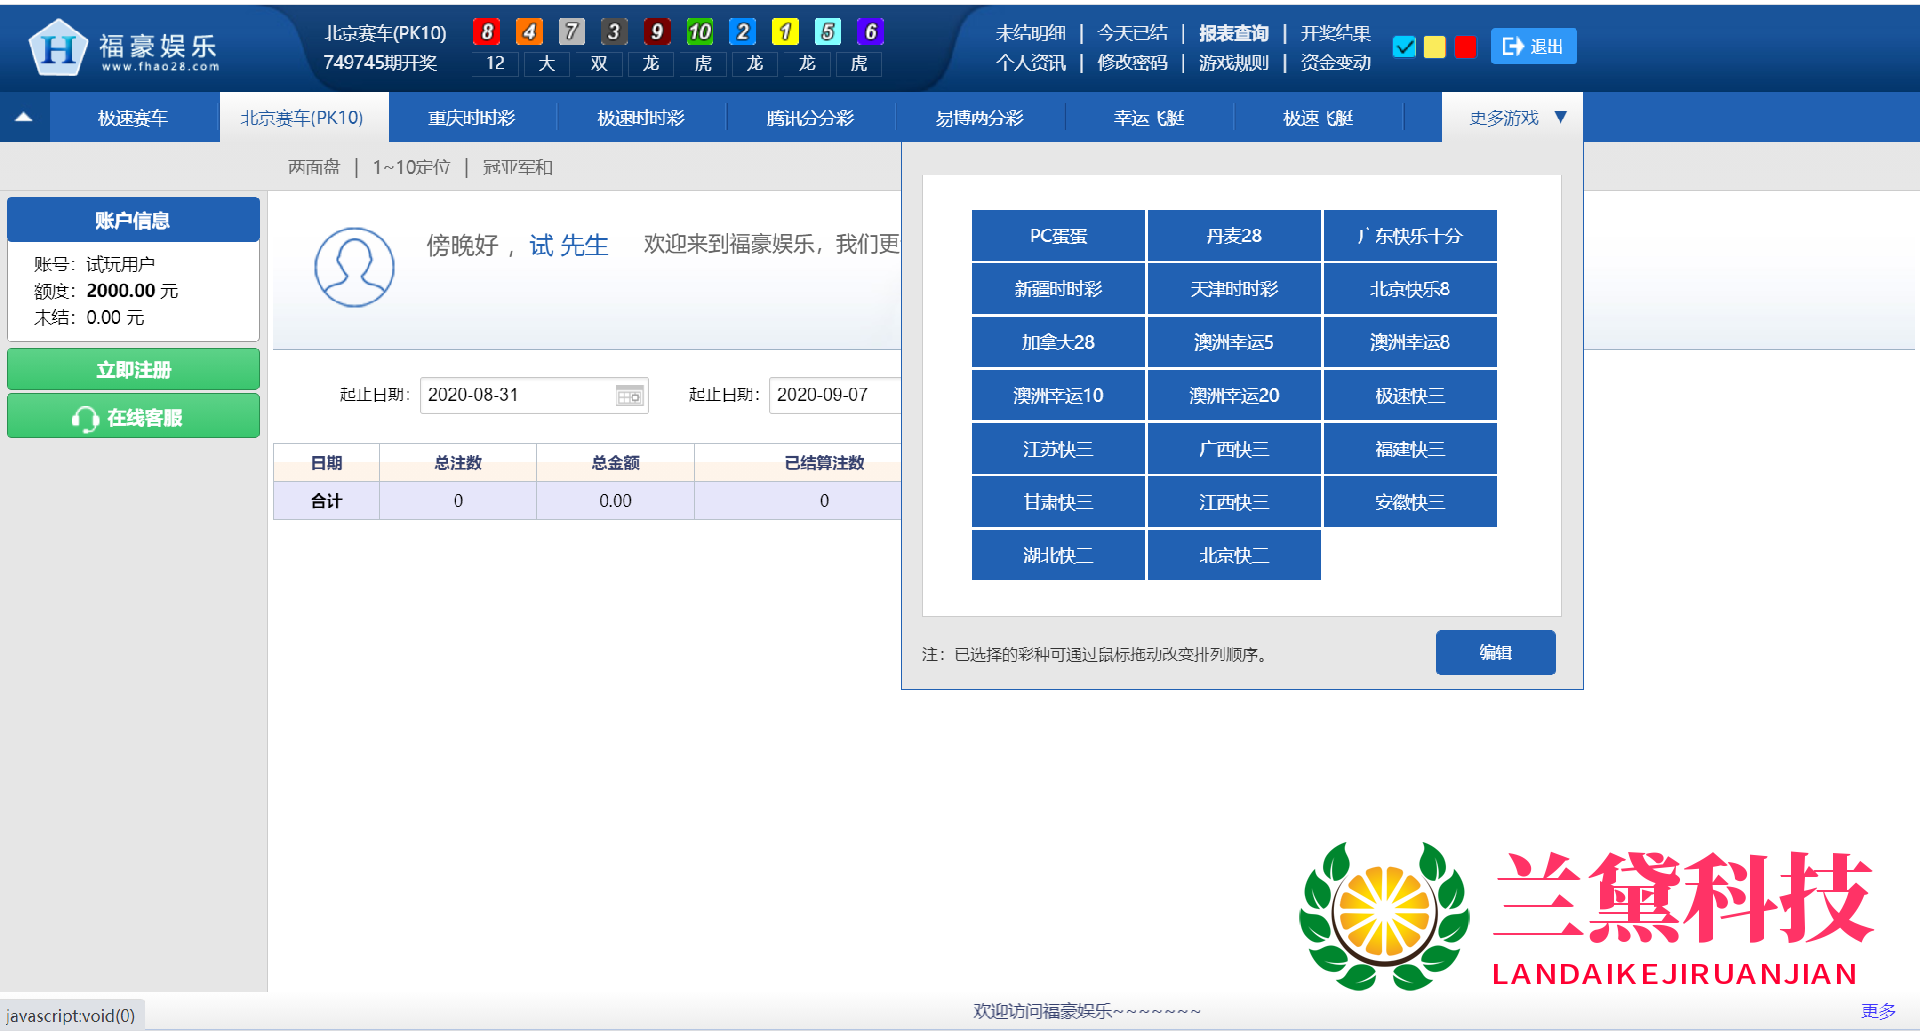 福豪娱乐
www.fhao28.com
北京赛车(PK10) 8 4 7 3 9 10 2 1 5 6
749745期开奖 12 大 双 龙 虎 龙 龙 虎
未结明细 | 今天已结 | 报表查询 | 开奖结果
个人资讯 | 修改密码 | 游戏规则 | 资金变动
退出
极速赛车 北京赛车(PK10) 重庆时时彩 极速时时彩 腾讯分分彩 易博两分彩 幸运飞艇 极速飞艇 更多游戏 ▼
两面盘 | 1~10定位 | 冠亚军和
账户信息
账号: 试玩用户
额度: 2000.00 元
未结: 0.00 元
立即注册
在线客服
傍晚好， 试 先生 欢迎来到福豪娱乐，我们更
起止日期: 2020-08-31 起止日期: 2020-09-07
日期 总注数 总金额 已结算注数
合计 0 0.00 0
PC蛋蛋 丹麦28 广东快乐十分
新疆时时彩 天津时时彩 北京快乐8
加拿大28 澳洲幸运5 澳洲幸运8
澳洲幸运10 澳洲幸运20 极速快三
江苏快三 广西快三 福建快三
甘肃快三 江西快三 安徽快三
湖北快三 北京快三
注: 已选择的彩种可通过鼠标拖动改变排列顺序。
编辑
兰黛科技
LANDAIKEJIRUANJIAN
欢迎访问福豪娱乐~~~~~~~
更多
javascript:void(0)